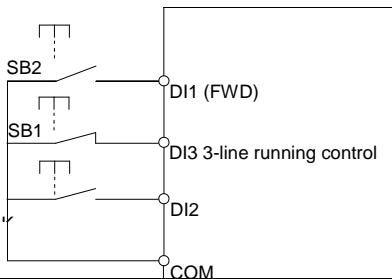 SB2
DI1 (FWD)
SB1
DI3 3-line running control
DI2
COM